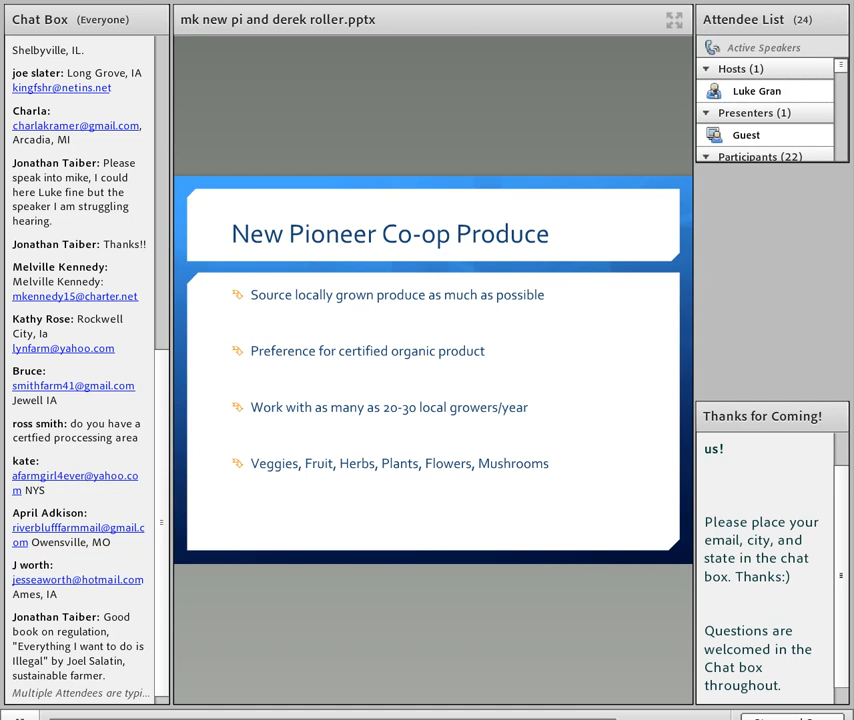 Chat Box (Everyone)
Shelbyville, IL.
joe slater: Long Grove, IA
kingfshr@netins.net
Charla:
charlakramer@gmail.com,
Arcadia, MI
Jonathan Taiber: Please
speak into mike, I could
here Luke fine but the
speaker I am struggling
hearing.
Jonathan Taiber: Thanks!!
Melville Kennedy:
Melville Kennedy:
mkennedy15@charter.net
Kathy Rose: Rockwell
City, Ia
lynfarm@yahoo.com
Bruce:
smithfarm41@gmail.com
Jewell IA
ross smith: do you have a
certfied proccessing area
kate:
afarmgirl4ever@yahoo.co
m NYS
April Adkison:
riverblufffarmmail@gmail.c
om Owensville, MO
J worth:
jesseaworth@hotmail.com
Ames, IA
Jonathan Taiber: Good
book on regulation,
"Everything I want to do is
Illegal" by Joel Salatin,
sustainable farmer.
Multiple Attendees are typi...
mk new pi and derek roller.pptx
New Pioneer Co-op Produce
Source locally grown produce as much as possible
Preference for certified organic product
Work with as many as 20-30 local growers/year
Veggies, Fruit, Herbs, Plants, Flowers, Mushrooms
Attendee List (24)
Active Speakers
Hosts (1)
Luke Gran
Presenters (1)
Guest
Participants (22)
Thanks for Coming!
us!
Please place your
email, city, and
state in the chat
box. Thanks:)
Questions are
welcomed in the
Chat box
throughout.